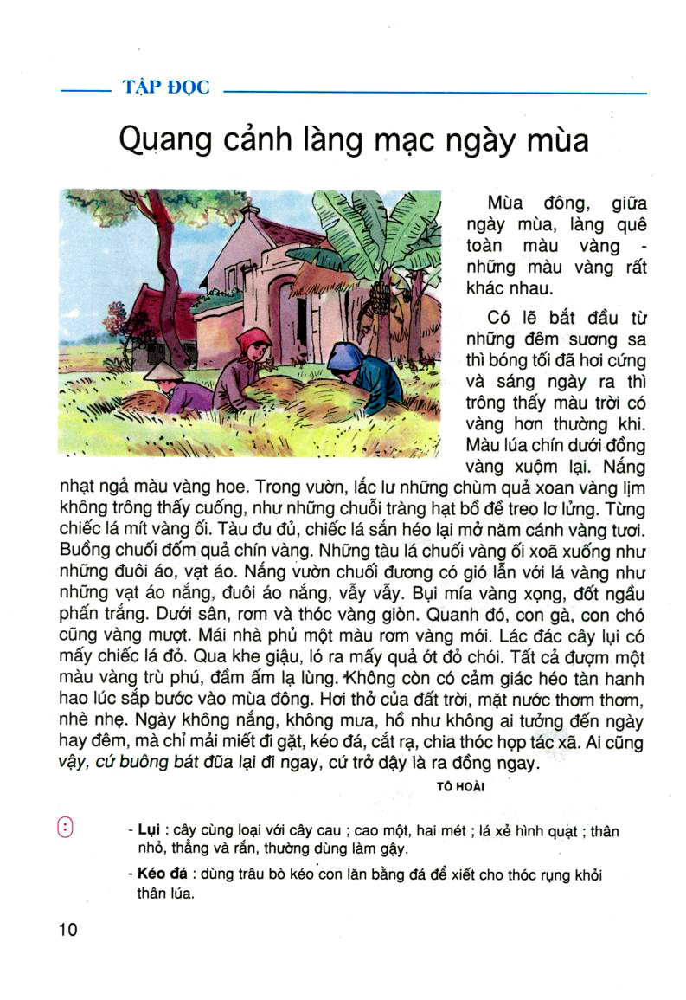 TẬP ĐỌC
Quang cảnh làng mạc ngày mùa
Mùa đông, giữa
ngày mùa, làng quê
toàn màu vàng -
những màu vàng rất
khác nhau.
Có lẽ bắt đầu từ
những đêm sương sa
thì bóng tối đã hơi cứng
và sáng ngày ra thì
trông thấy màu trời có
vàng hơn thường khi.
Màu lúa chín dưới đồng
vàng xuộm lại. Nắng
nhạt ngả màu vàng hoe. Trong vườn, lắc lư những chùm quả xoan vàng lịm
không trông thấy cuống, như những chuỗi tràng hạt bồ đề treo lơ lửng. Từng
chiếc lá mít vàng ối. Tàu đu đủ, chiếc lá sắn héo lại mở năm cánh vàng tươi.
Buồng chuối đốm quả chín vàng. Những tàu lá chuối vàng ối xoã xuống như
những đuôi áo, vạt áo. Nắng vườn chuối đương có gió lẫn với lá vàng như
những vạt áo nắng, đuôi áo nắng, vẫy vẫy. Bụi mía vàng xọng, đốt ngầu
phấn trắng. Dưới sân, rơm và thóc vàng giòn. Quanh đó, con gà, con chó
cũng vàng mượt. Mái nhà phủ một màu rơm vàng mới. Lác đác cây lụi có
mấy chiếc lá đỏ. Qua khe giậu, ló ra mấy quả ớt đỏ chói. Tất cả đượm một
màu vàng trù phú, đầm ấm lạ lùng. Không còn có cảm giác héo tàn hanh
hao lúc sắp bước vào mùa đông. Hơi thở của đất trời, mặt nước thơm thơm,
nhè nhẹ. Ngày không nắng, không mưa, hồ như không ai tưởng đến ngày
hay đêm, mà chỉ mải miết đi gặt, kéo đá, cắt rạ, chia thóc hợp tác xã. Ai cũng
vậy, cứ buông bát đũa lại đi ngay, cứ trở dậy là ra đồng ngay.
TÔ HOÀI
:
- Lụi : cây cùng loại với cây cau ; cao một, hai mét ; lá xẻ hình quạt ; thân
nhỏ, thẳng và rắn, thường dùng làm gậy.
- Kéo đá : dùng trâu bò kéo con lăn bằng đá để xiết cho thóc rụng khỏi
thân lúa.
10